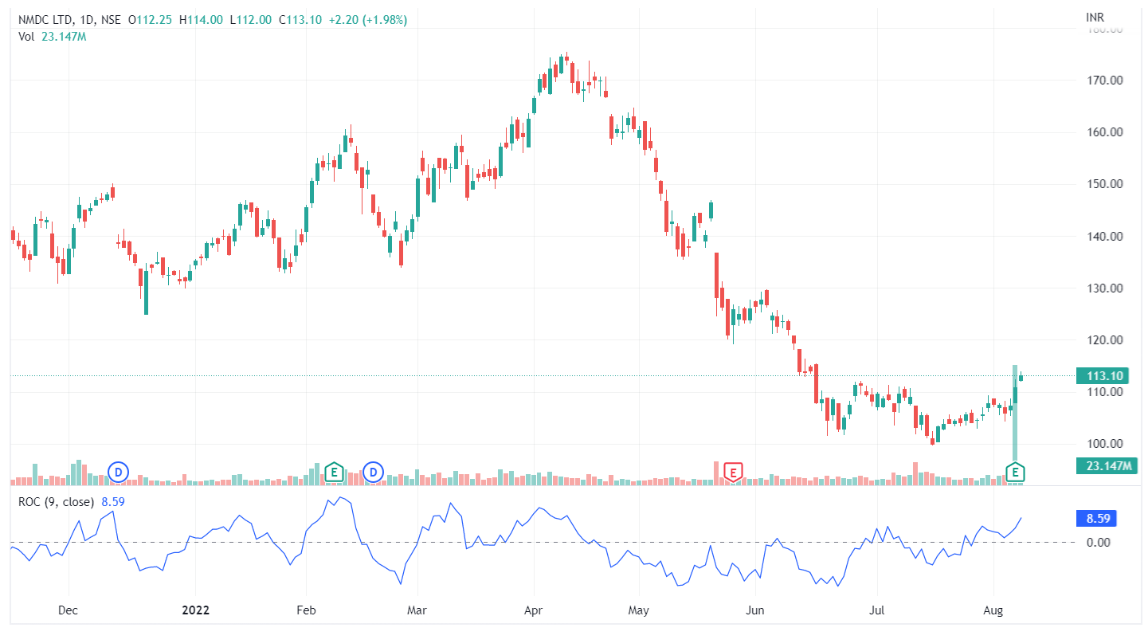 NMDC LTD, 1D, NSE O112.25 H114.00 L112.00 C113.10 +2.20 (+1.98%)
Vol 23.147M
INR
180.00
170.00
160.00
150.00
140.00
130.00
120.00
113.10
110.00
100.00
23.147M
D
E
D
E
E
ROC (9, close) 8.59
8.59
0.00
Dec 2022 Feb Mar Apr May Jun Jul Aug